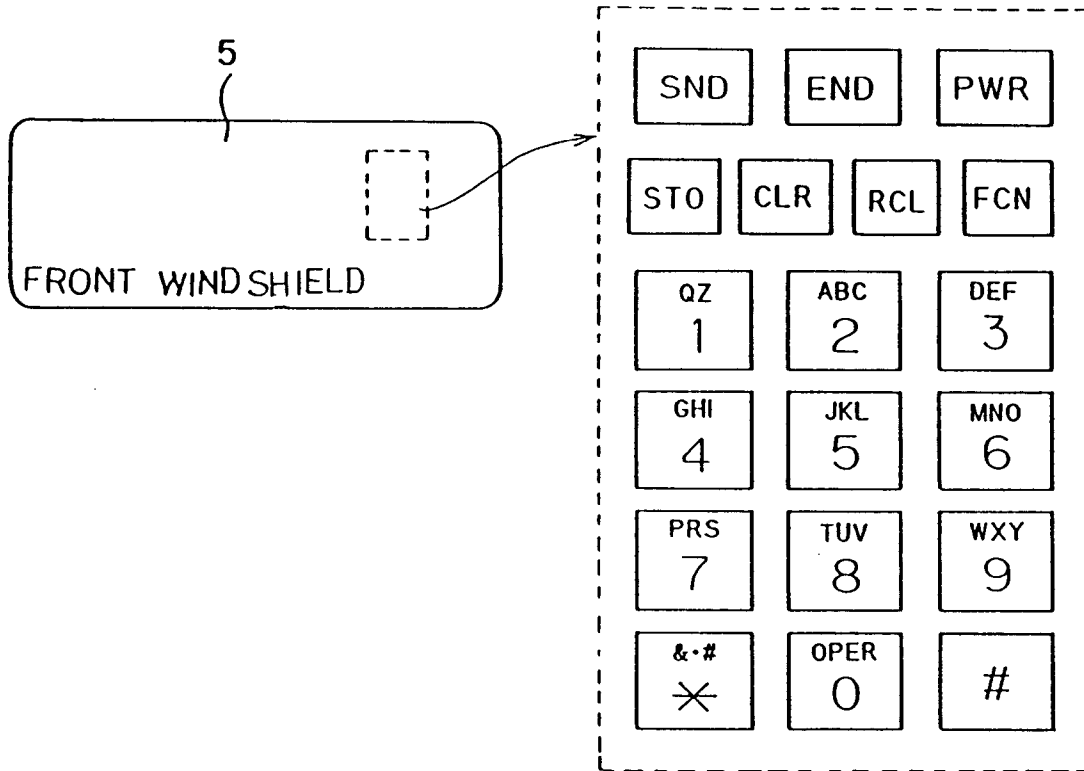 5
FRONT WINDSHIELD
SND END PWR
STO CLR RCL FCN
QZ ABC DEF
1 2 3
GHI JKL MNO
4 5 6
PRS TUV WXY
7 8 9
&·# OPER
* 0 #